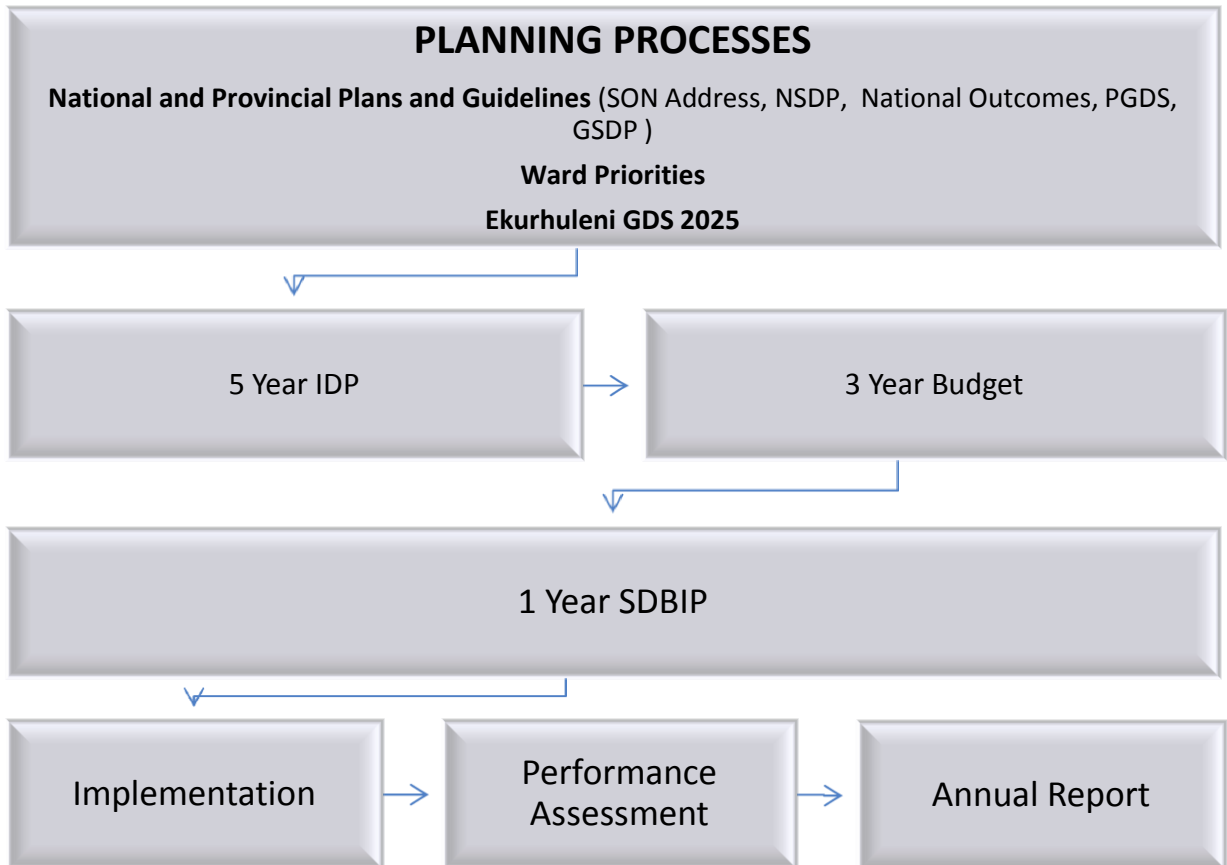 PLANNING PROCESSES
National and Provincial Plans and Guidelines (SON Address, NSDP, National Outcomes, PGDS,
GSDP )
Ward Priorities
Ekurhuleni GDS 2025
5 Year IDP
3 Year Budget
1 Year SDBIP
Implementation
Performance
Assessment
Annual Report